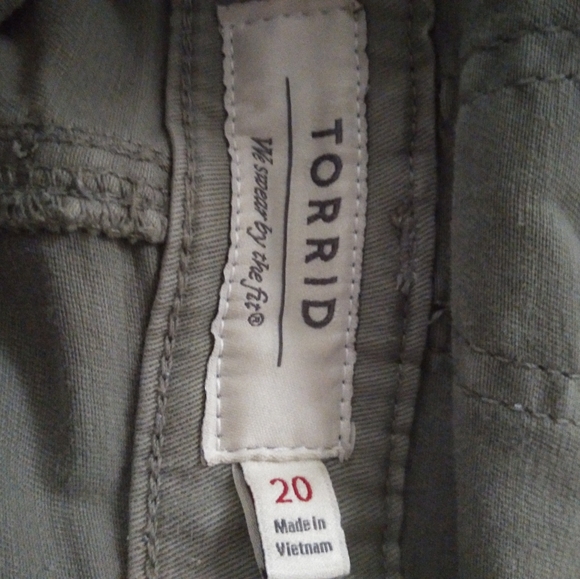 TORRID
We swear by the fit®
20
Made in
Vietnam